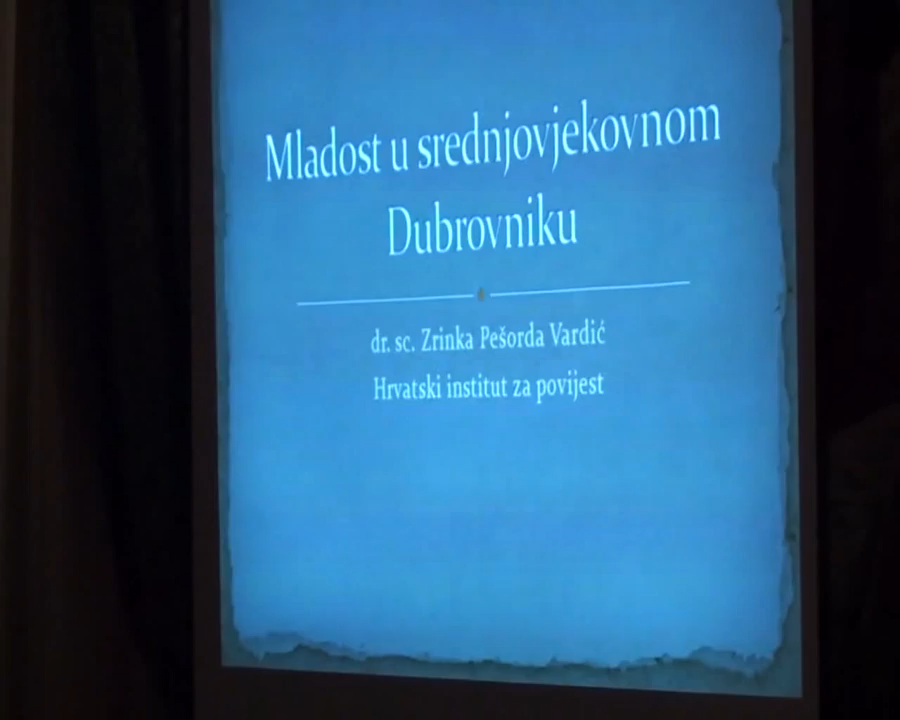 Mladost u srednjovjekovnom
Dubrovniku
dr. sc. Zrinka Pešorda Vardić
Hrvatski institut za povijest